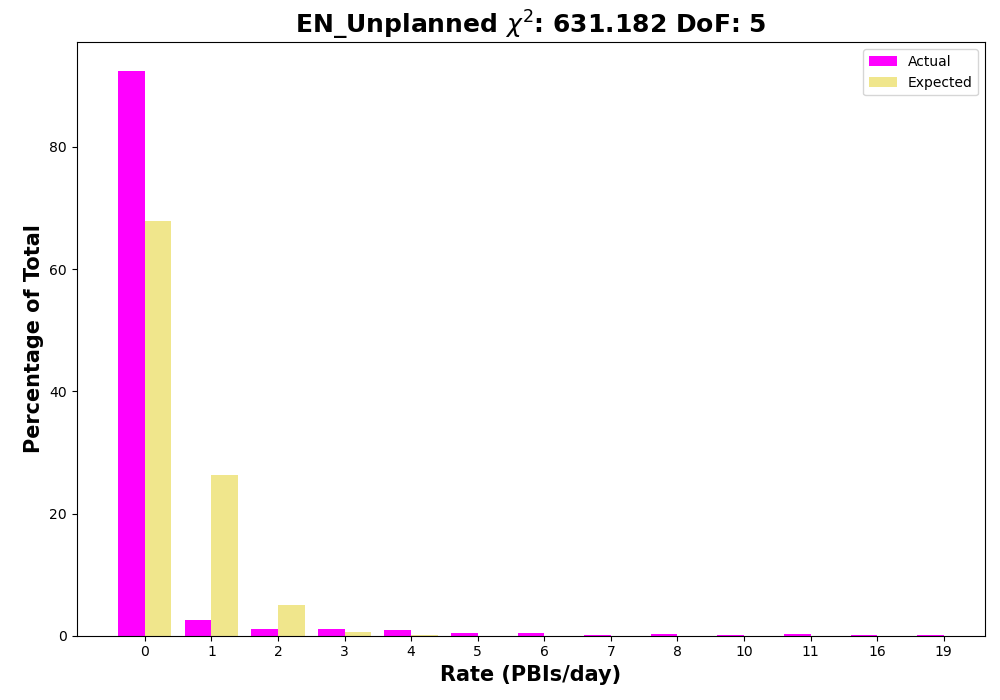 EN_Unplanned χ²: 631.182 DoF: 5
Actual
Expected
Percentage of Total
80
60
40
20
0
0 1 2 3 4 5 6 7 8 10 11 16 19
Rate (PBIs/day)